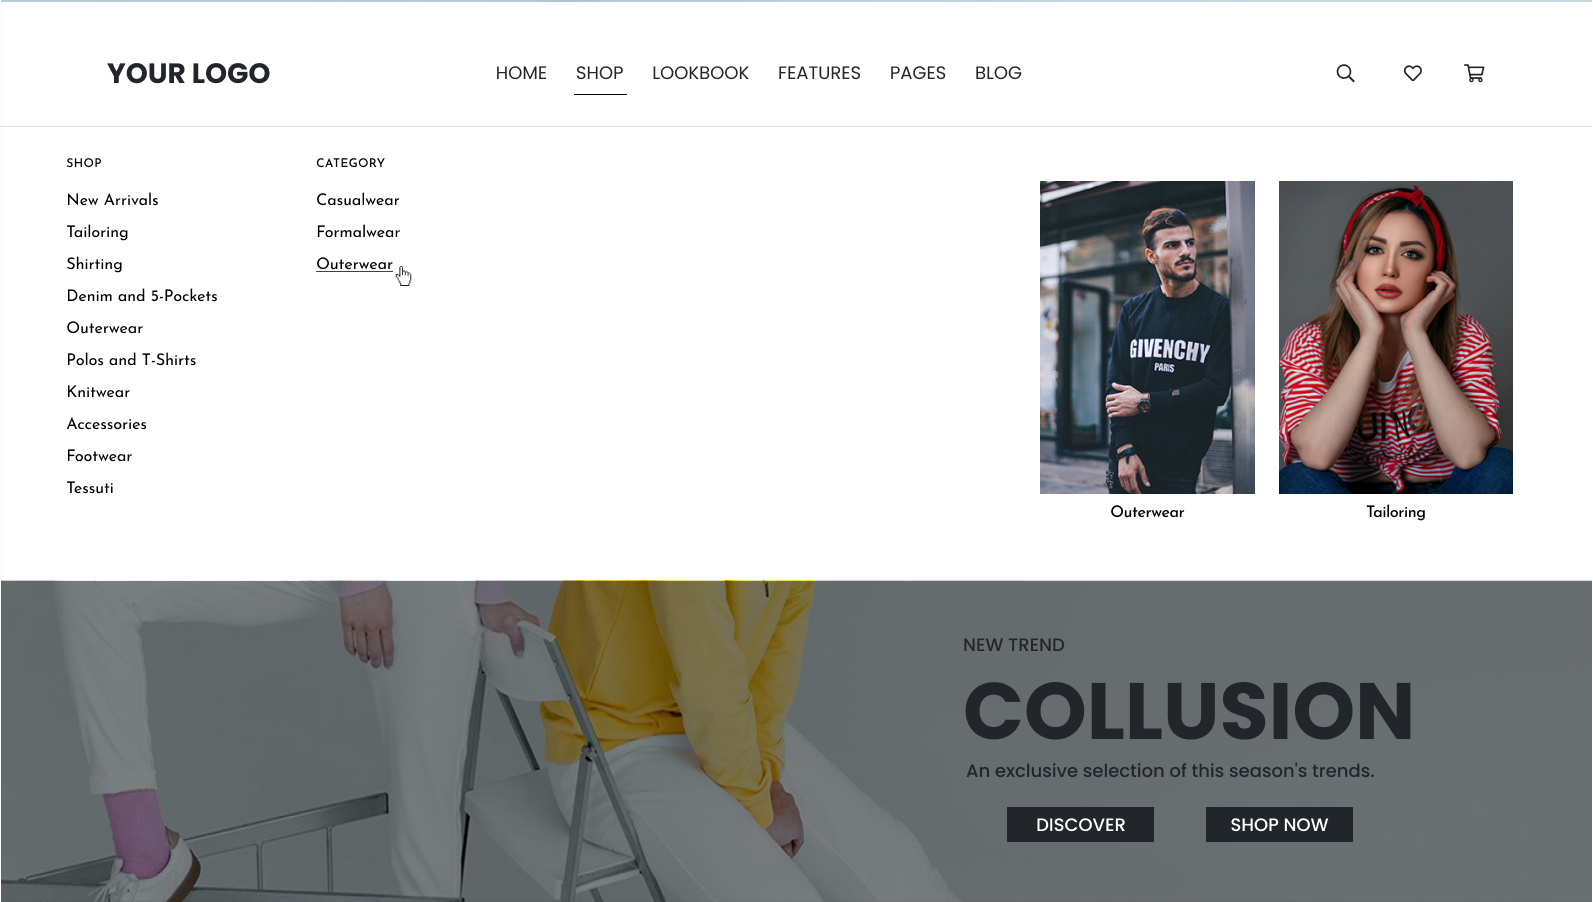 YOUR LOGO
HOME SHOP LOOKBOOK FEATURES PAGES BLOG
SHOP
New Arrivals
Tailoring
Shirting
Denim and 5-Pockets
Outerwear
Polos and T-Shirts
Knitwear
Accessories
Footwear
Tessuti
CATEGORY
Casualwear
Formalwear
Outerwear
GIVENCHY
PARIS
Outerwear
Tailoring
NEW TREND
COLLUSION
An exclusive selection of this season's trends.
DISCOVER SHOP NOW